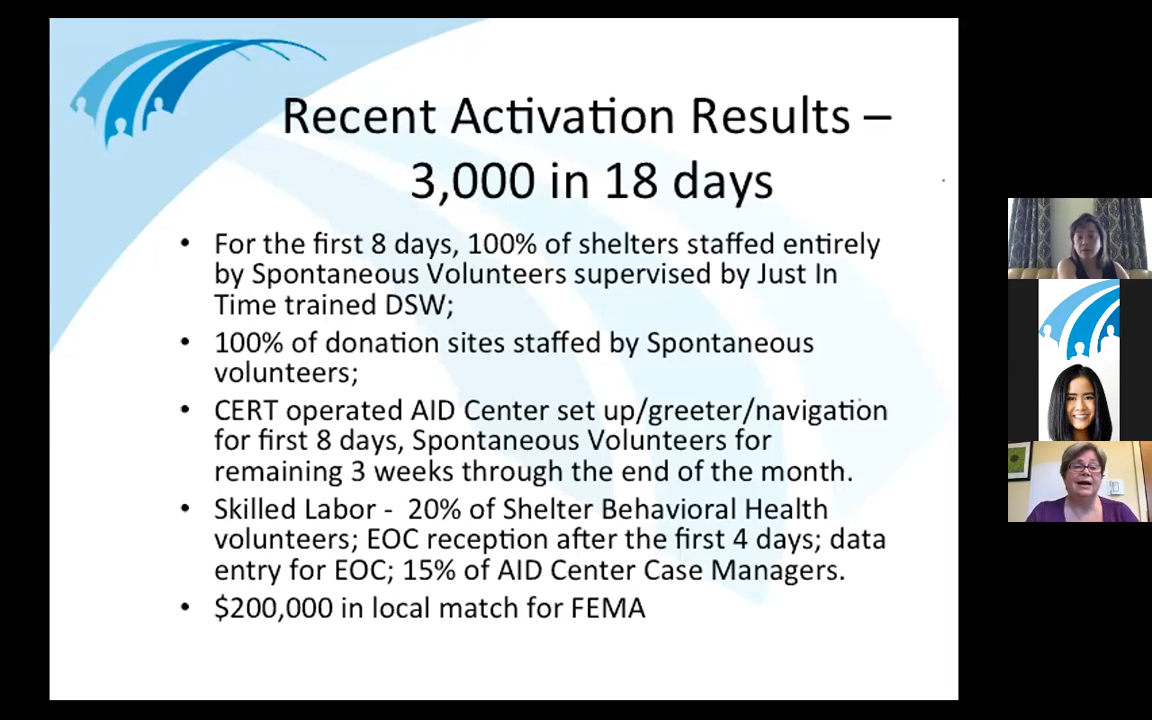 Recent Activation Results –
3,000 in 18 days
• For the first 8 days, 100% of shelters staffed entirely
by Spontaneous Volunteers supervised by Just In
Time trained DSW;
• 100% of donation sites staffed by Spontaneous
volunteers;
• CERT operated AID Center set up/greeter/navigation
for first 8 days, Spontaneous Volunteers for
remaining 3 weeks through the end of the month.
• Skilled Labor - 20% of Shelter Behavioral Health
volunteers; EOC reception after the first 4 days; data
entry for EOC; 15% of AID Center Case Managers.
• $200,000 in local match for FEMA